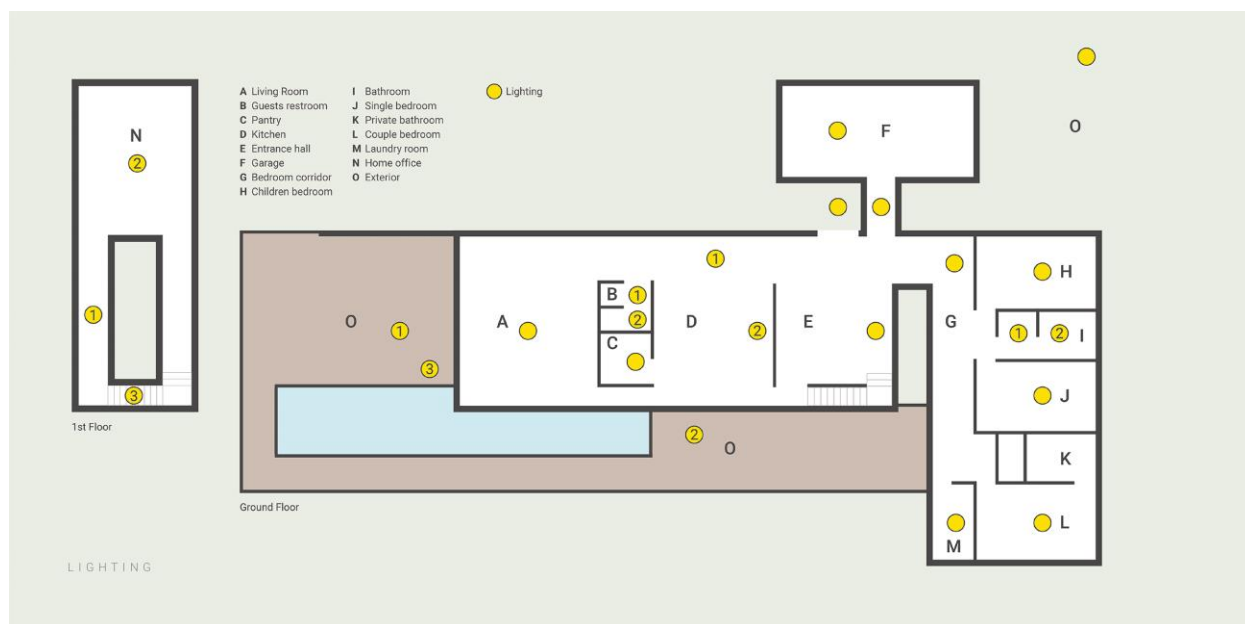 A Living Room
B Guests restroom
C Pantry
D Kitchen
E Entrance hall
F Garage
G Bedroom corridor
H Children bedroom
I Bathroom
J Single bedroom
K Private bathroom
L Couple bedroom
M Laundry room
N Home office
O Exterior
Lighting
N
2
1
3
1st Floor
F
O
O
1
3
A
B
1
2
C
1
D
2
E
2
O
G
H
1
2
I
J
K
L
M
Ground Floor
LIGHTING